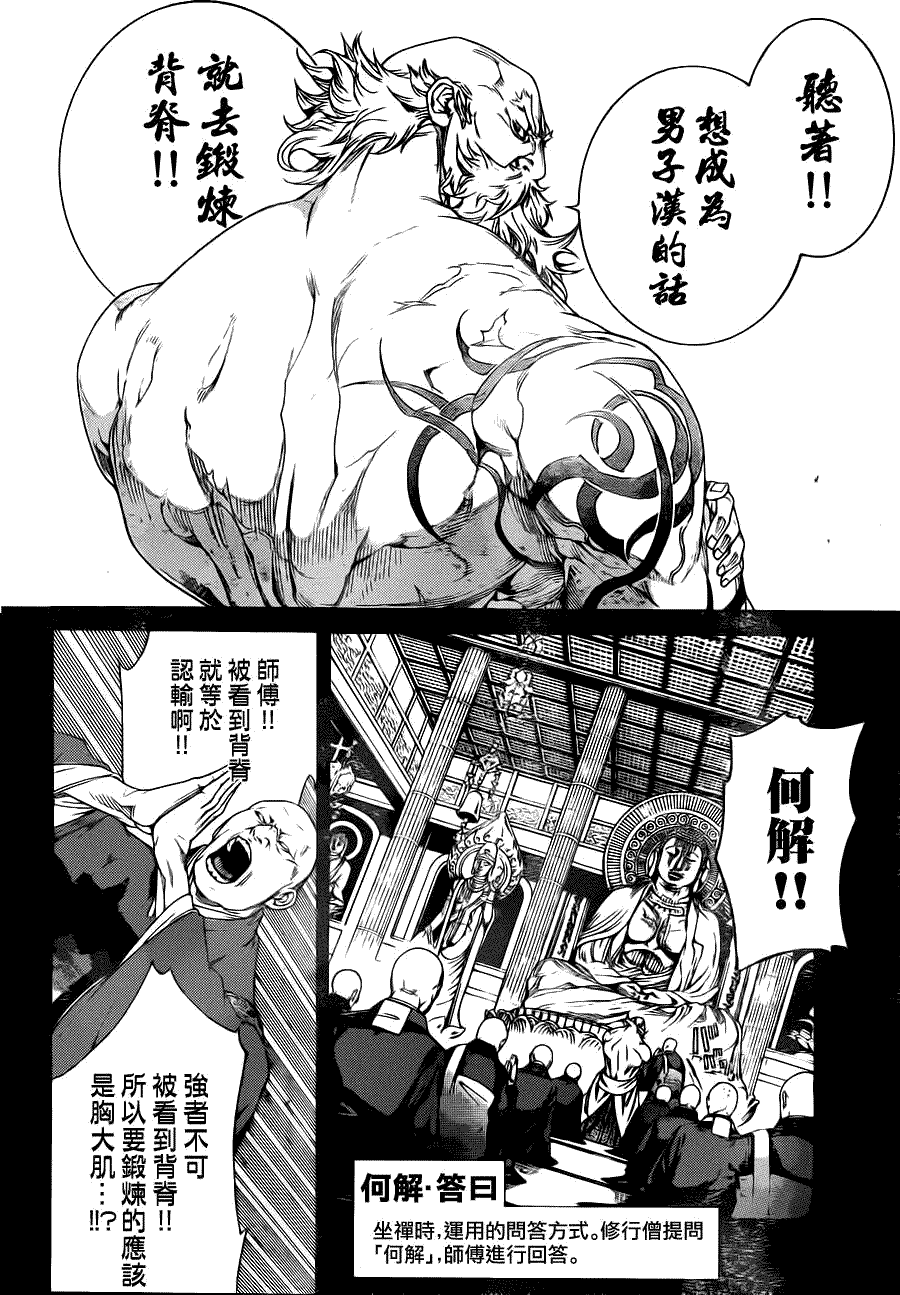 聽著!!
想成為
男子漢的話
就去鍛煉
背脊!!
何解!!
何解·答曰
坐禪時,運用的問答方式。修行僧提問
「何解」,師傅進行回答。
師傅!!
被看到背脊
就等於
認輸啊!!
強者不可
被看到背脊!!
所以要鍛煉的應該
是胸大肌…!!?